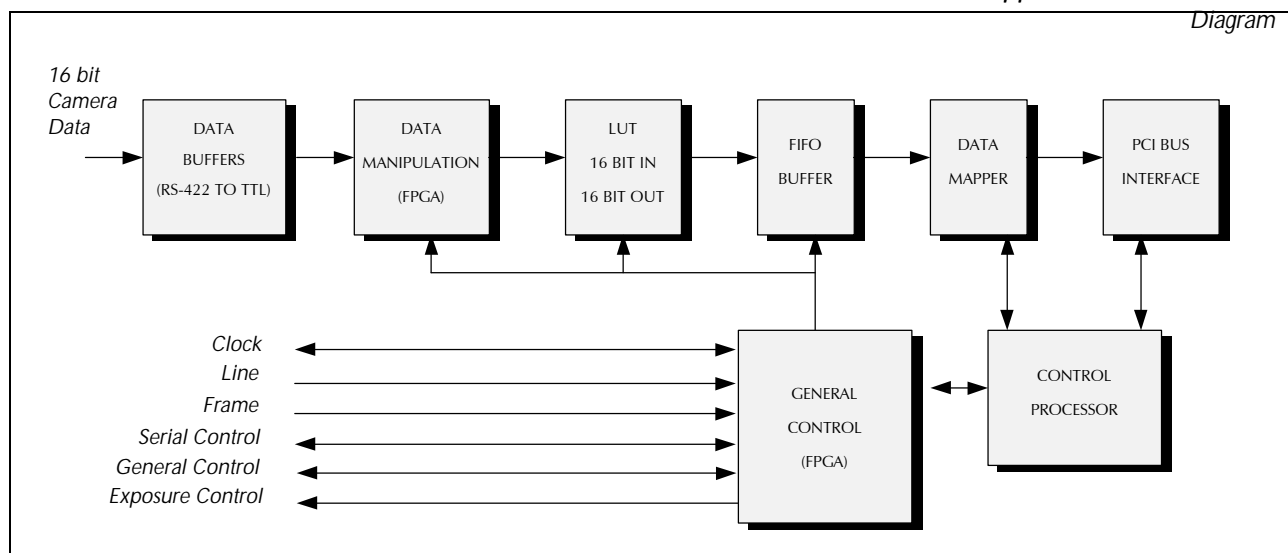 Diagram
16 bit
Camera
Data
DATA
BUFFERS
(RS-422 TO TTL)
DATA
MANIPULATION
(FPGA)
LUT
16 BIT IN
16 BIT OUT
FIFO
BUFFER
DATA
MAPPER
PCI BUS
INTERFACE
Clock
Line
Frame
Serial Control
General Control
Exposure Control
GENERAL
CONTROL
(FPGA)
CONTROL
PROCESSOR